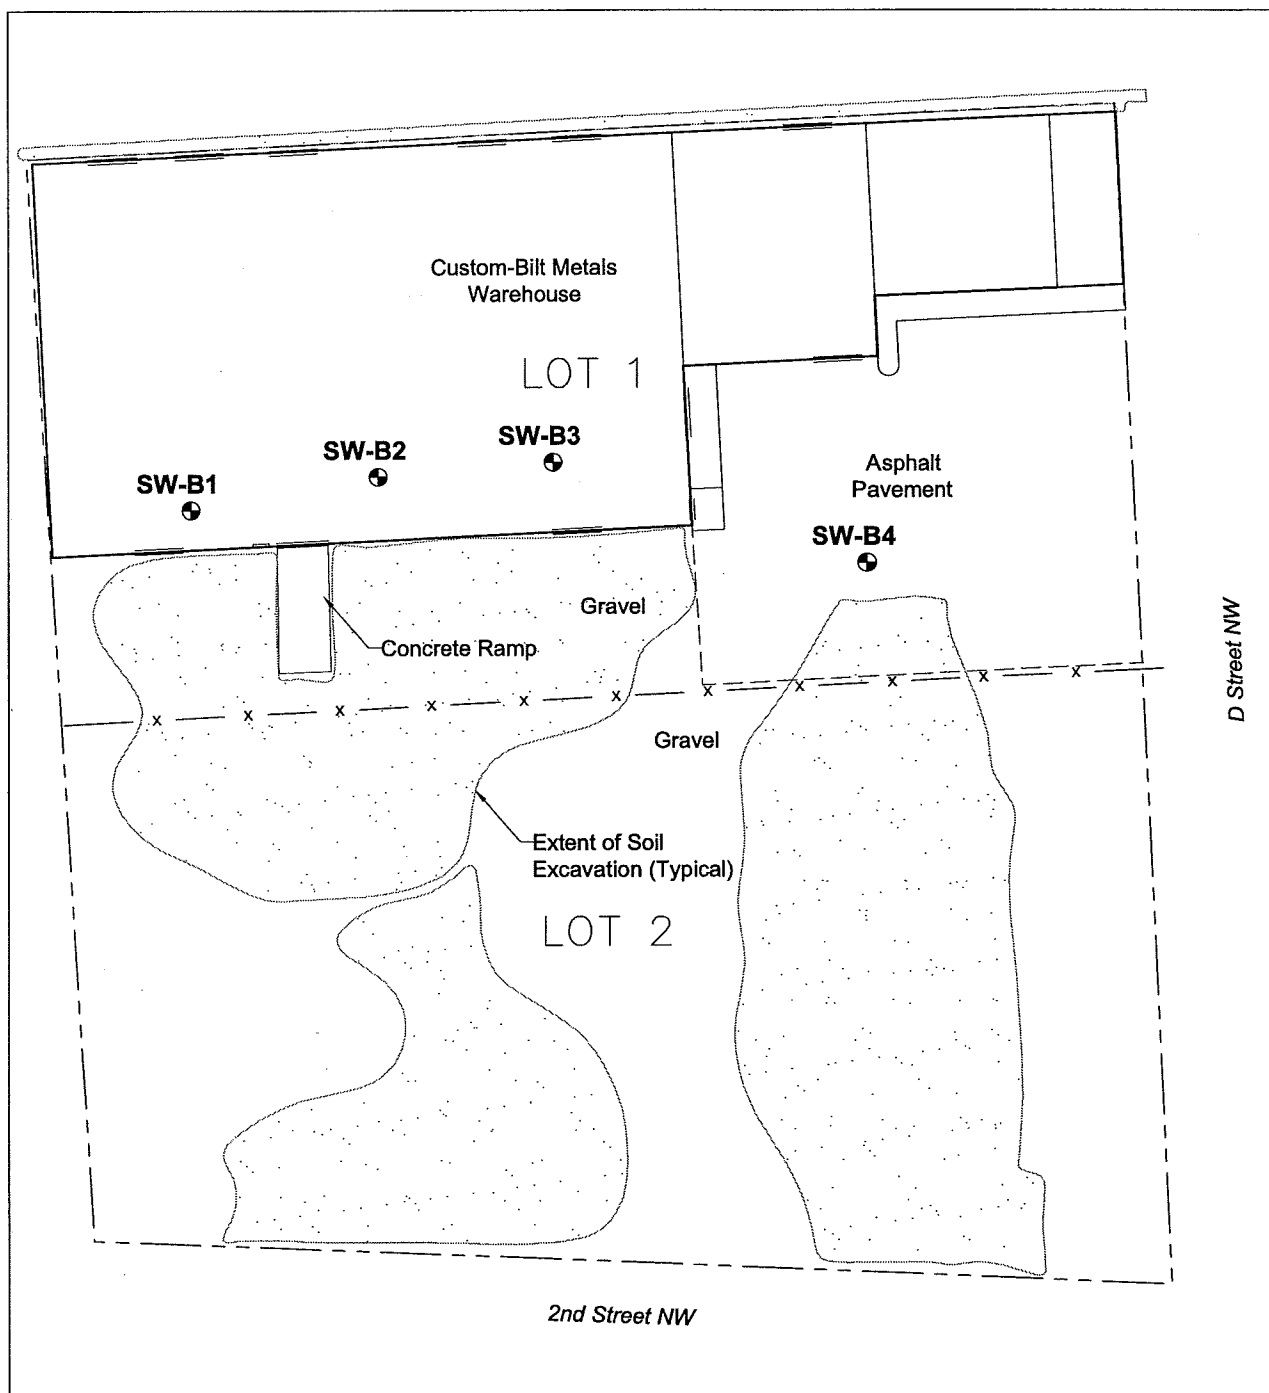 Custom-Bilt Metals
Warehouse
LOT 1
SW-B1
SW-B2
SW-B3
Asphalt
Pavement
SW-B4
Gravel
Concrete Ramp
D Street NW
x x x x x x x x x x x
Gravel
Extent of Soil
Excavation (Typical)
LOT 2
2nd Street NW